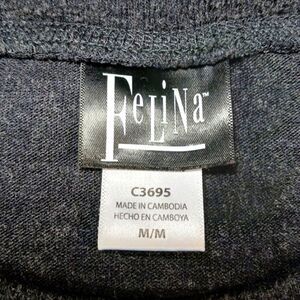 FELiNa™
C3695
MADE IN CAMBODIA
HECHO EN CAMBOYA
M/M